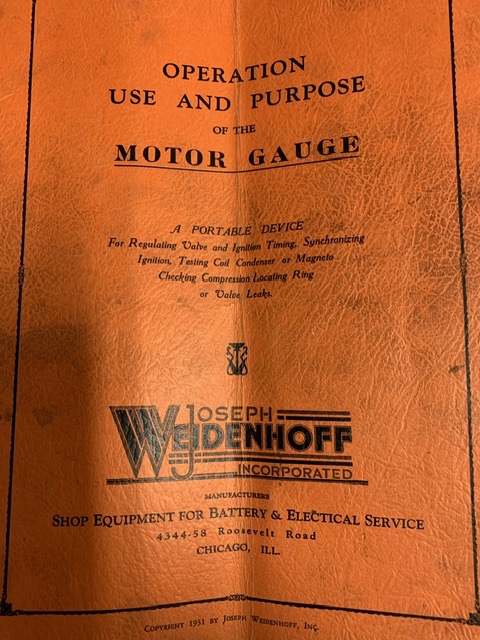 OPERATION
USE AND PURPOSE
OF THE
MOTOR GAUGE
A PORTABLE DEVICE
For Regulating Valve and Ignition Timing, Synchronizing
Ignition, Testing Coil Condenser or Magneto
Checking Compression Locating Ring
or Valve Leaks.
JOSEPH
WEIDENHOFF
INCORPORATED
MANUFACTURERS
SHOP EQUIPMENT FOR BATTERY & ELECTICAL SERVICE
4344-58 Roosevelt Road
CHICAGO, ILL.
COPYRIGHT 1931 BY JOSEPH WEIDENHOFF, INC.